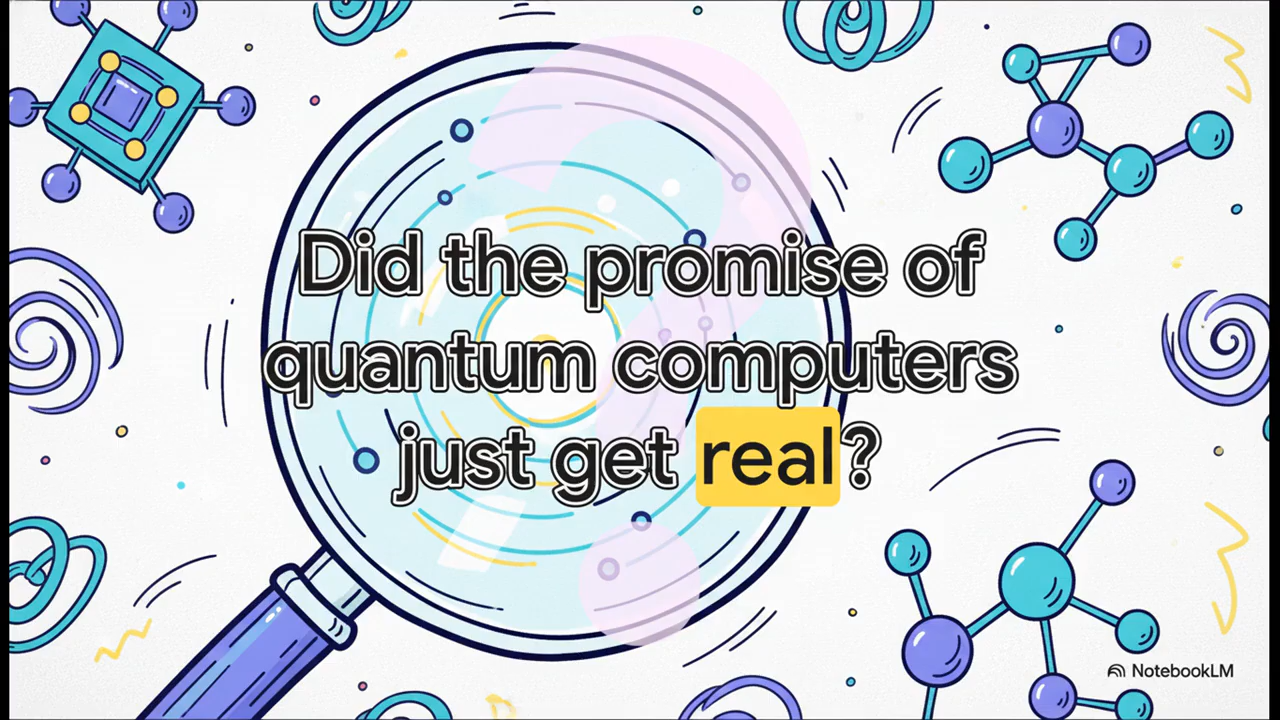 Did the promise of
quantum computers
just get real?
NotebookLM